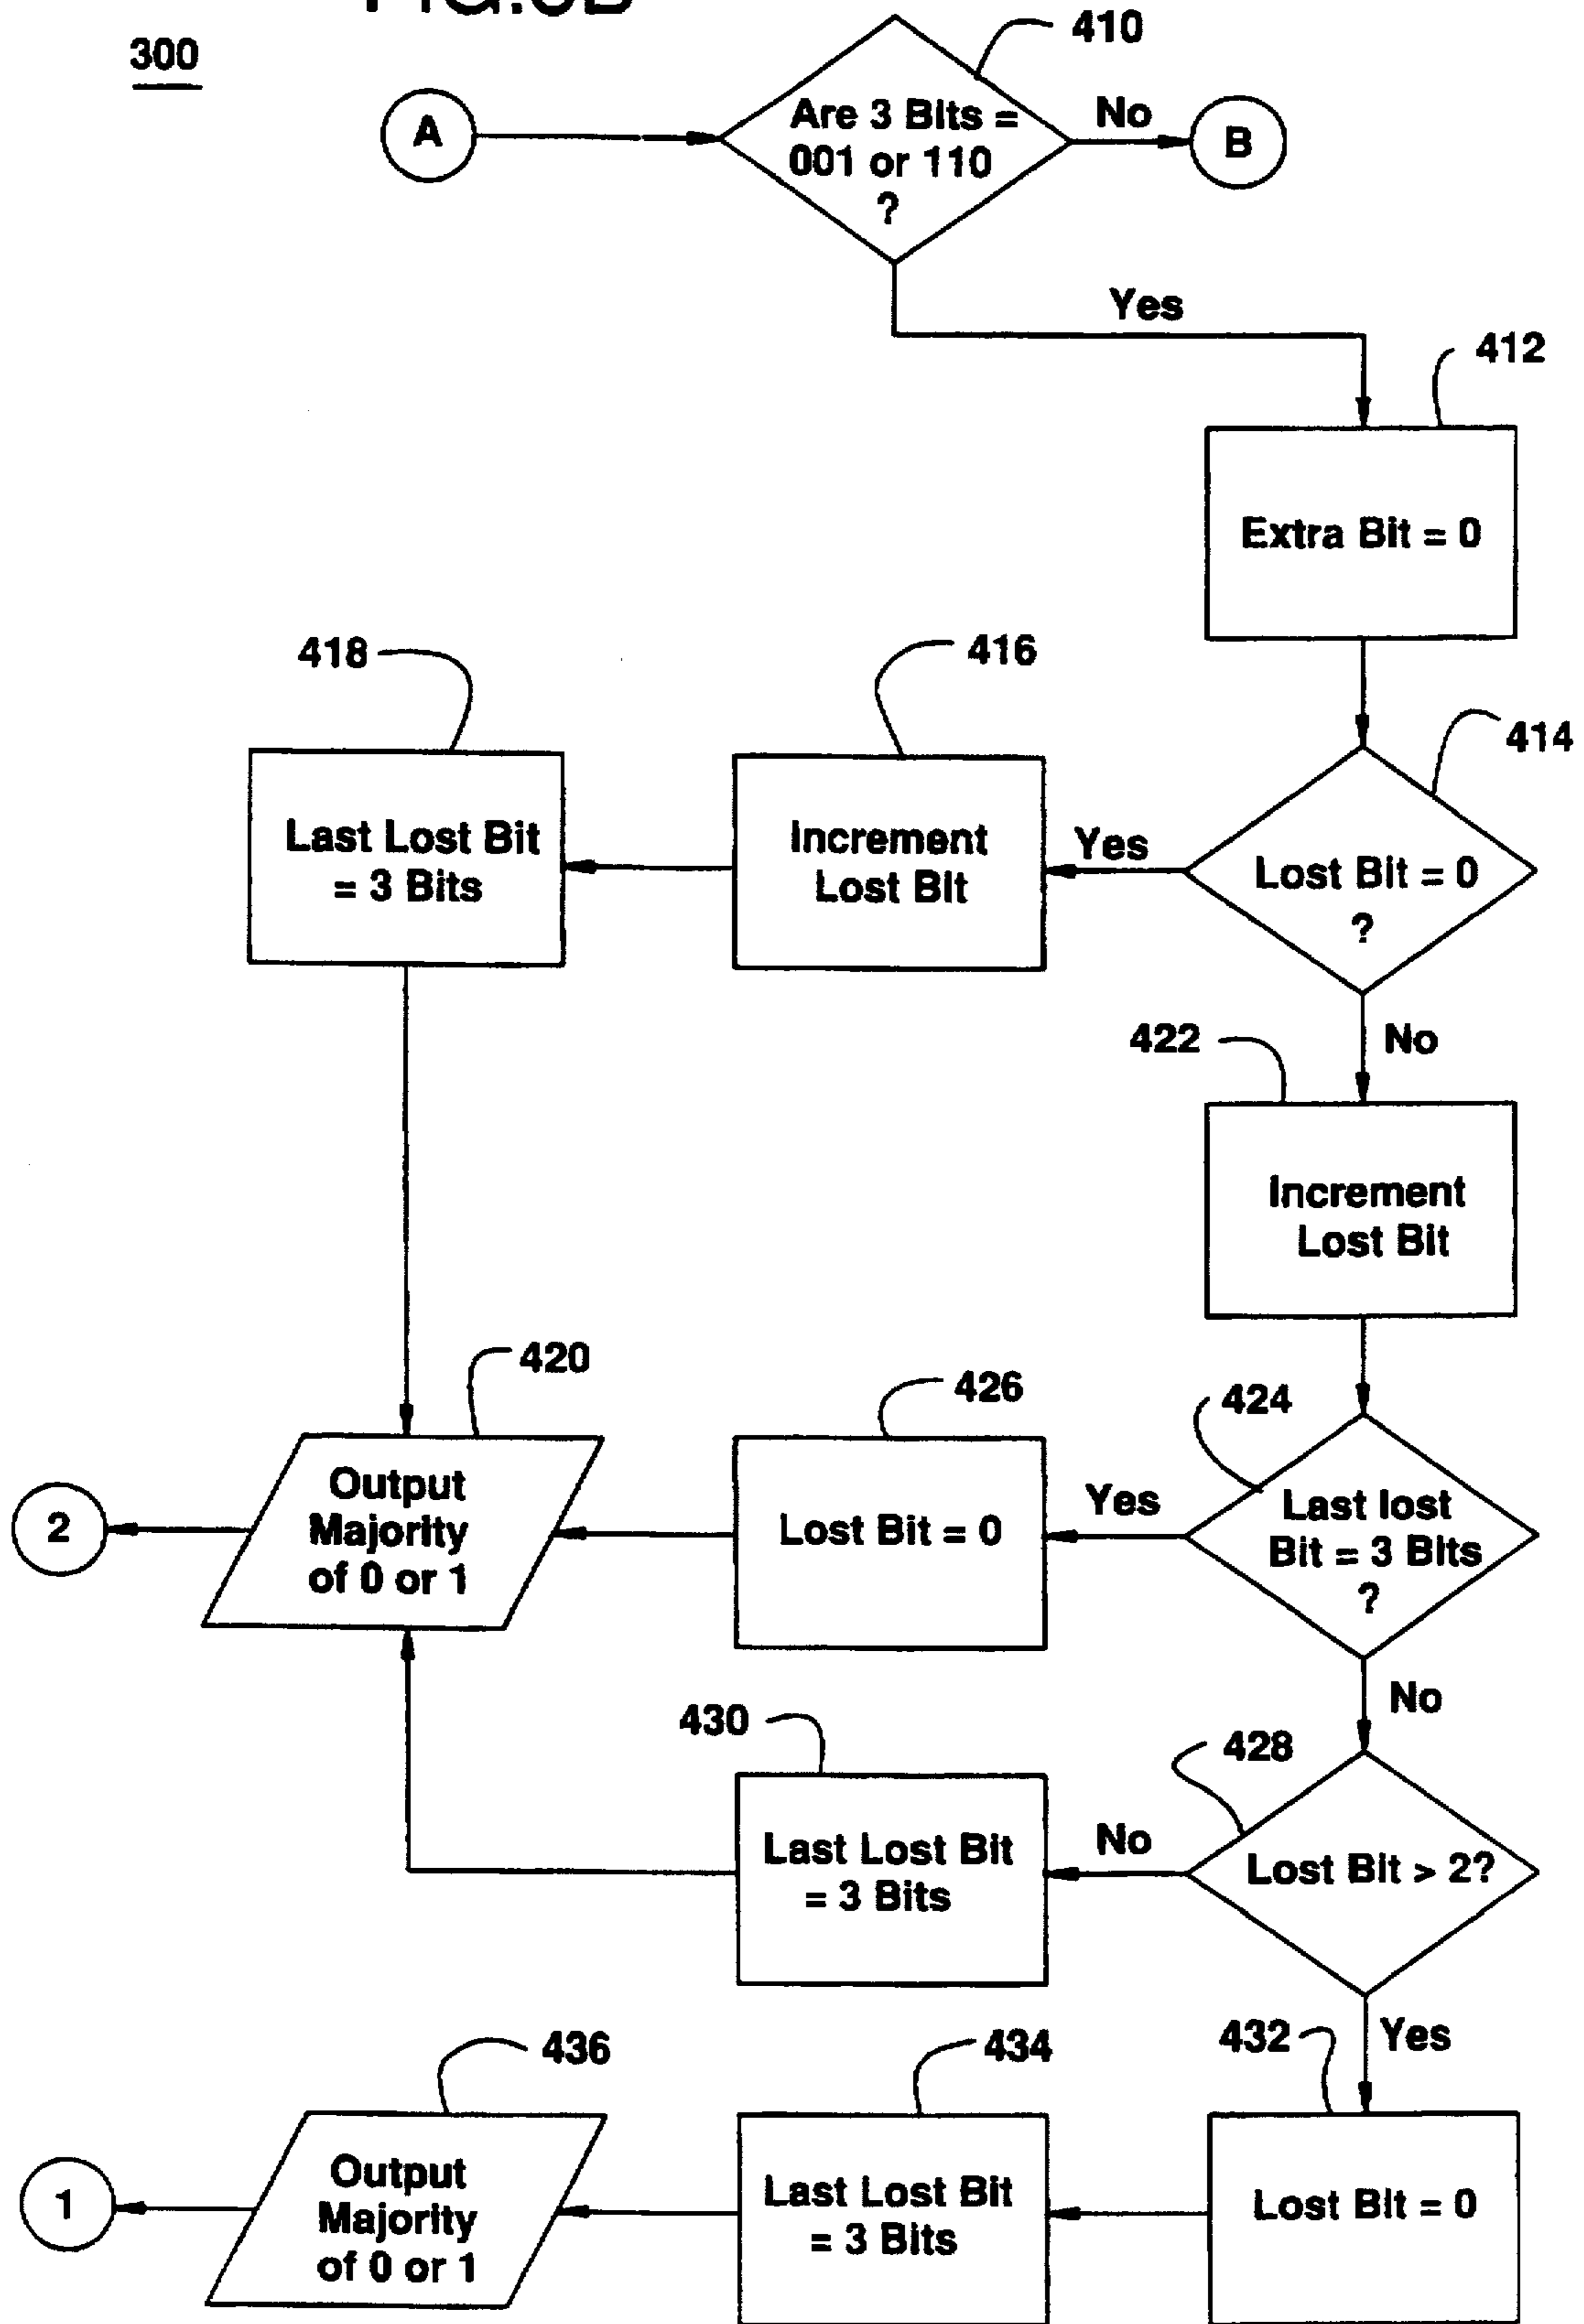 300
410
A
Are 3 Bits =
001 or 110
?
No
B
Yes
412
Extra Bit = 0
418
416
414
Last Lost Bit
= 3 Bits
Increment
Lost Bit
Yes
Lost Bit = 0
?
422
No
Increment
Lost Bit
420
426
424
2
Output
Majority
of 0 or 1
Lost Bit = 0
Yes
Last lost
Bit = 3 Bits
?
No
430
428
Last Lost Bit
= 3 Bits
No
Lost Bit > 2?
436
434
432
Yes
1
Output
Majority
of 0 or 1
Last Lost Bit
= 3 Bits
Lost Bit = 0